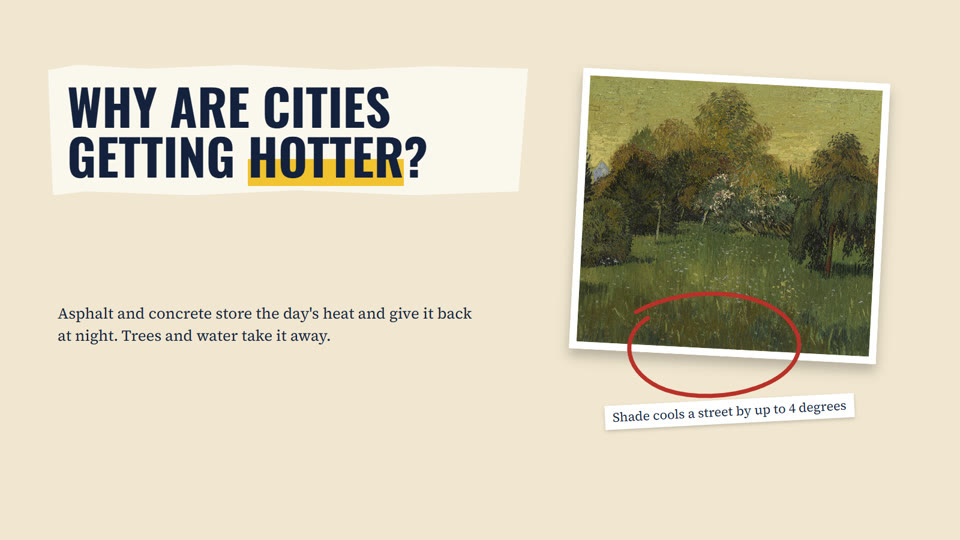 WHY ARE CITIES
GETTING HOTTER?
Asphalt and concrete store the day's heat and give it back
at night. Trees and water take it away.
Shade cools a street by up to 4 degrees